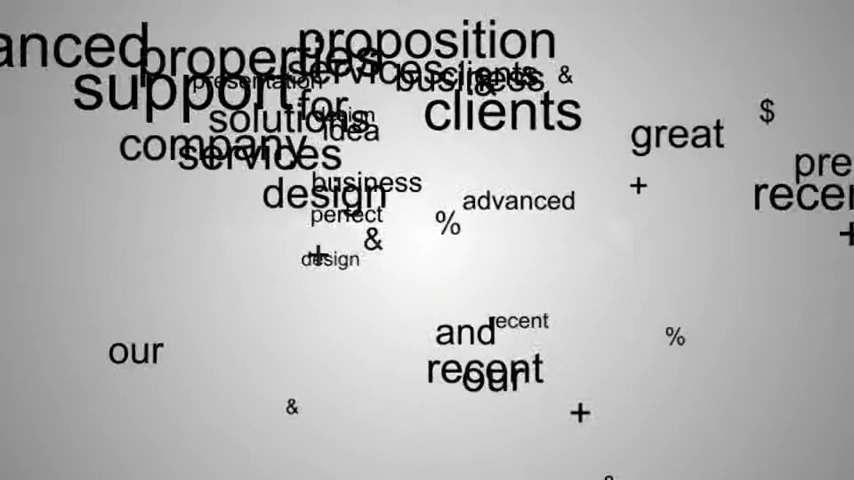 proposition
anced
properties
services
clients
business
&
presentation
&
support
for
design
solutions
idea
clients
$
great
company
services
pre
business
+
recen
design
advanced
perfect
%
&
+
+
design
recent
and
%
our
recent
our
&
+